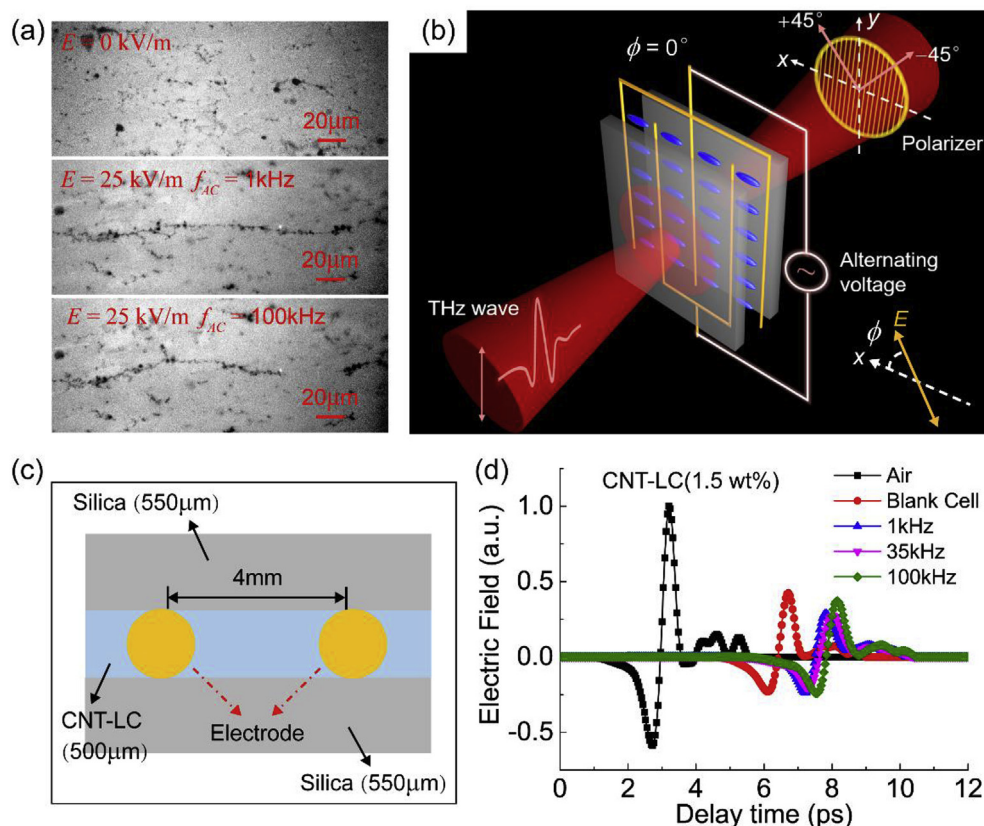 (a)
E = 0 kV/m
20μm
E = 25 kV/m f_AC = 1kHz
20μm
E = 25 kV/m f_AC = 100kHz
20μm
(b)
ϕ = 0°
+45°
y
x
−45°
Polarizer
THz wave
Alternating
voltage
ϕ
E
x
(c)
Silica (550μm)
4mm
CNT-LC
(500μm)
Electrode
Silica (550μm)
(d)
CNT-LC(1.5 wt%)
Air
Blank Cell
1kHz
35kHz
100kHz
Electric Field (a.u.)
1.0
0.5
0.0
-0.5
0 2 4 6 8 10 12
Delay time (ps)